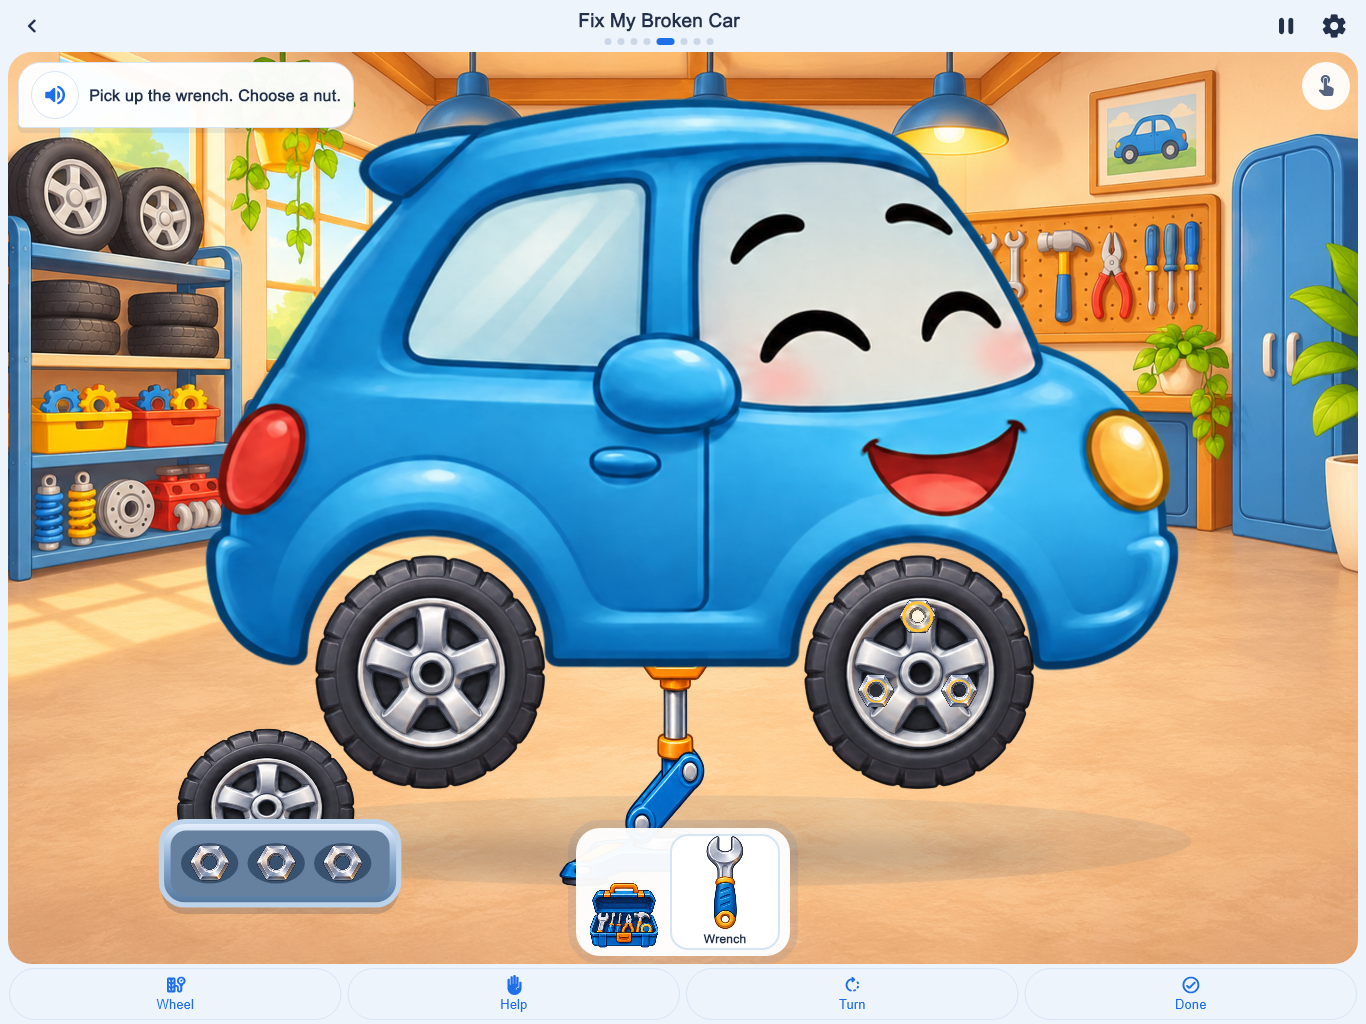 Fix My Broken Car
Pick up the wrench. Choose a nut.
Wrench
Wheel
Help
Turn
Done